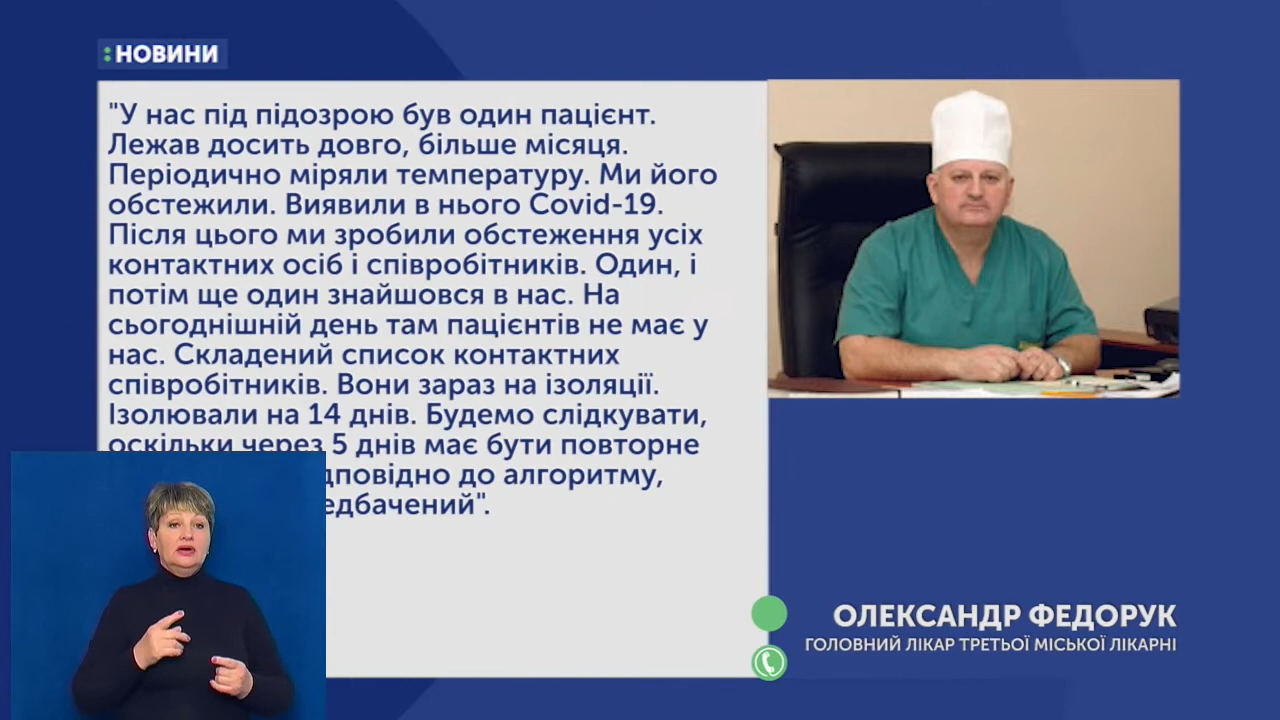 :НОВИНИ
"У нас під підозрою був один пацієнт.
Лежав досить довго, більше місяця.
Періодично міряли температуру. Ми його
обстежили. Виявили в нього Covid-19.
Після цього ми зробили обстеження усіх
контактних осіб і співробітників. Один, і
потім ще один знайшовся в нас. На
сьогоднішній день там пацієнтів не має у
нас. Складений список контактних
співробітників. Вони зараз на ізоляції.
Ізолювали на 14 днів. Будемо слідкувати,
оскільки через 5 днів має бути повторне
до алгоритму,
ОЛЕКСАНДР ФЕДОРУК
ГОЛОВНИЙ ЛІКАР ТРЕТЬОЇ МІСЬКОЇ ЛІКАРНІ